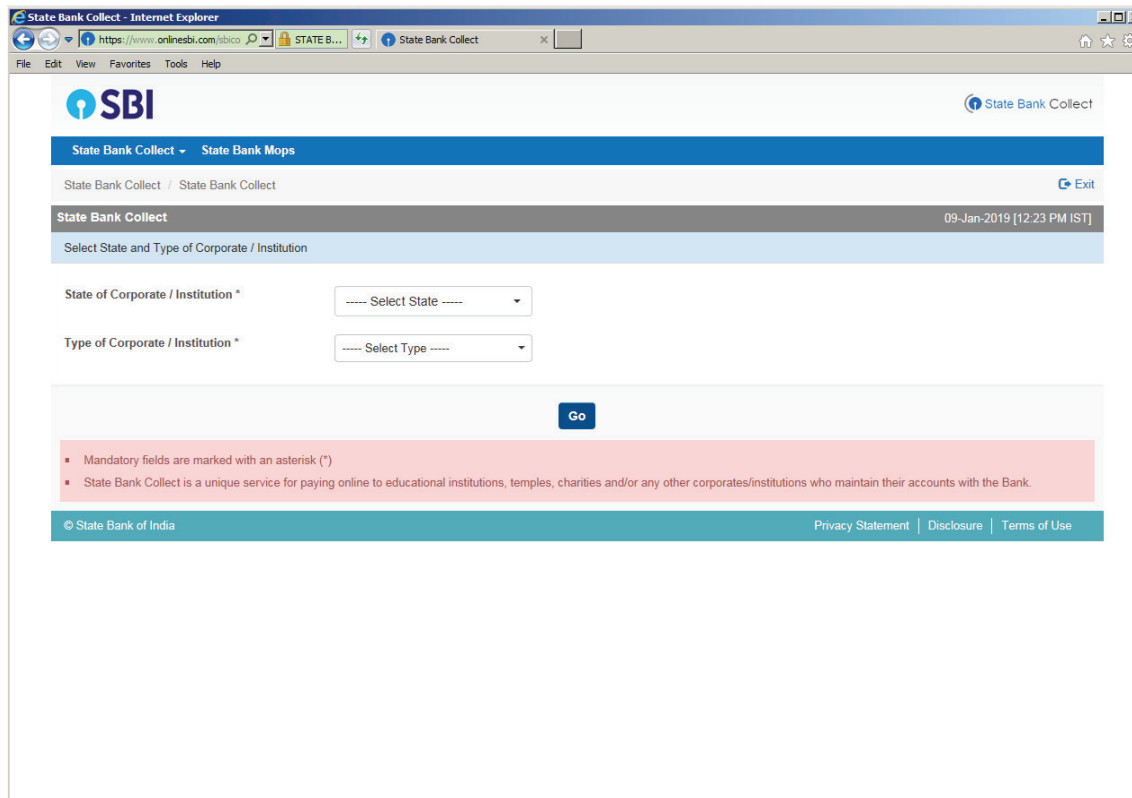 State Bank Collect - Internet Explorer
https://www.onlinesbi.com/sbico STATE B... State Bank Collect
File Edit View Favorites Tools Help
SBI State Bank Collect
State Bank Collect State Bank Mops
State Bank Collect / State Bank Collect Exit
State Bank Collect 09-Jan-2019 [12:23 PM IST]
Select State and Type of Corporate / Institution
State of Corporate / Institution * ----- Select State -----
Type of Corporate / Institution * ----- Select Type -----
Go
Mandatory fields are marked with an asterisk (*)
State Bank Collect is a unique service for paying online to educational institutions, temples, charities and/or any other corporates/institutions who maintain their accounts with the Bank.
© State Bank of India Privacy Statement | Disclosure | Terms of Use